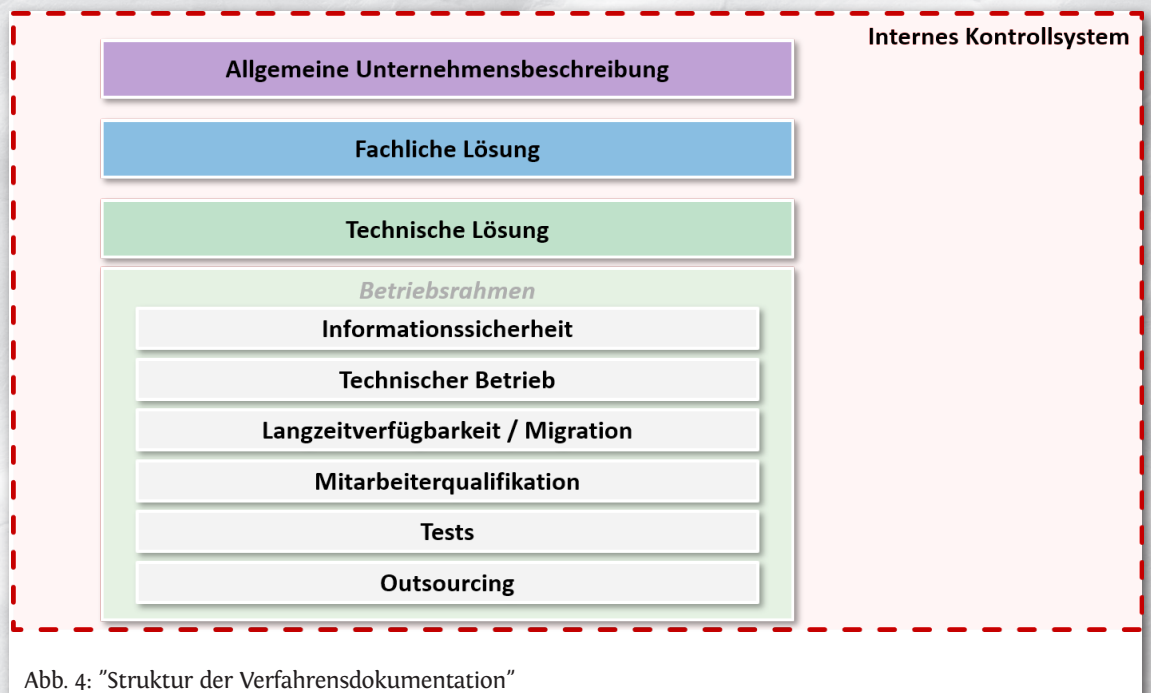 Internes Kontrollsystem
Allgemeine Unternehmensbeschreibung
Fachliche Lösung
Technische Lösung
Betriebsrahmen
Informationssicherheit
Technischer Betrieb
Langzeitverfügbarkeit / Migration
Mitarbeiterqualifikation
Tests
Outsourcing
Abb. 4: "Struktur der Verfahrensdokumentation"